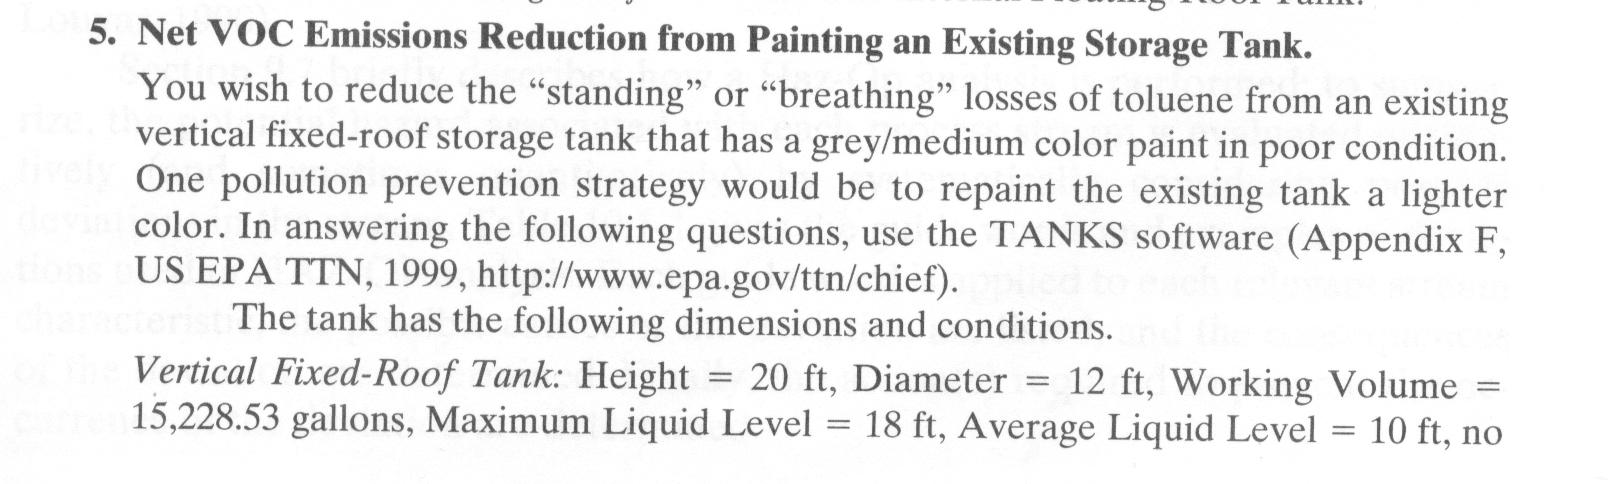 5. Net VOC Emissions Reduction from Painting an Existing Storage Tank.
You wish to reduce the “standing” or “breathing” losses of toluene from an existing
vertical fixed-roof storage tank that has a grey/medium color paint in poor condition.
One pollution prevention strategy would be to repaint the existing tank a lighter
color. In answering the following questions, use the TANKS software (Appendix F,
US EPA TTN, 1999, http://www.epa.gov/ttn/chief).
The tank has the following dimensions and conditions.
Vertical Fixed-Roof Tank: Height = 20 ft, Diameter = 12 ft, Working Volume =
15,228.53 gallons, Maximum Liquid Level = 18 ft, Average Liquid Level = 10 ft, no